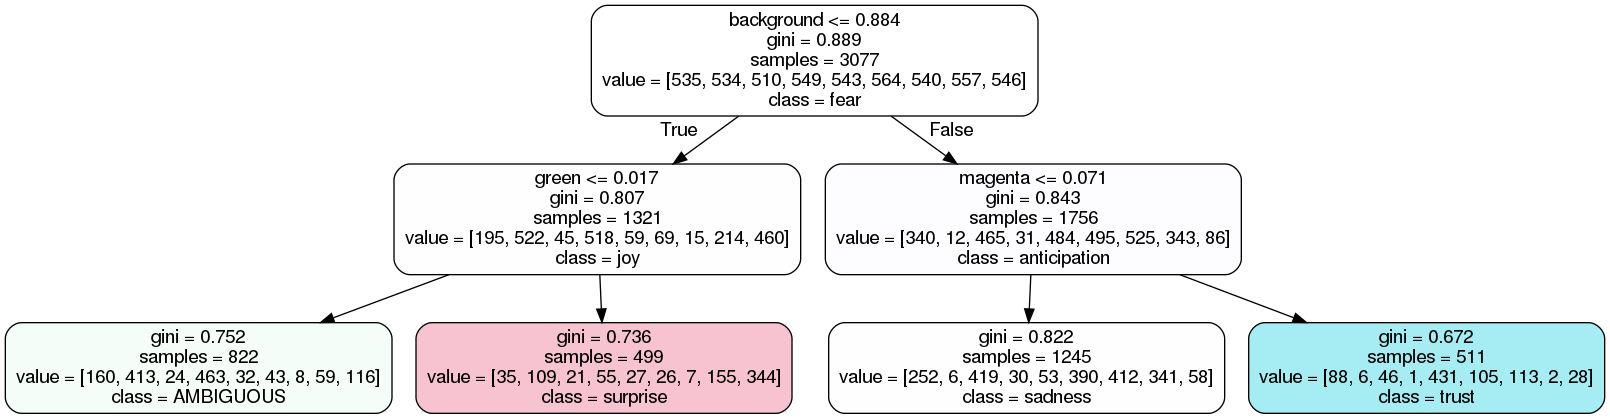 background <= 0.884
gini = 0.889
samples = 3077
value = [535, 534, 510, 549, 543, 564, 540, 557, 546]
class = fear
True
False
green <= 0.017
gini = 0.807
samples = 1321
value = [195, 522, 45, 518, 59, 69, 15, 214, 460]
class = joy
magenta <= 0.071
gini = 0.843
samples = 1756
value = [340, 12, 465, 31, 484, 495, 525, 343, 86]
class = anticipation
gini = 0.752
samples = 822
value = [160, 413, 24, 463, 32, 43, 8, 59, 116]
class = AMBIGUOUS
gini = 0.736
samples = 499
value = [35, 109, 21, 55, 27, 26, 7, 155, 344]
class = surprise
gini = 0.822
samples = 1245
value = [252, 6, 419, 30, 53, 390, 412, 341, 58]
class = sadness
gini = 0.672
samples = 511
value = [88, 6, 46, 1, 431, 105, 113, 2, 28]
class = trust